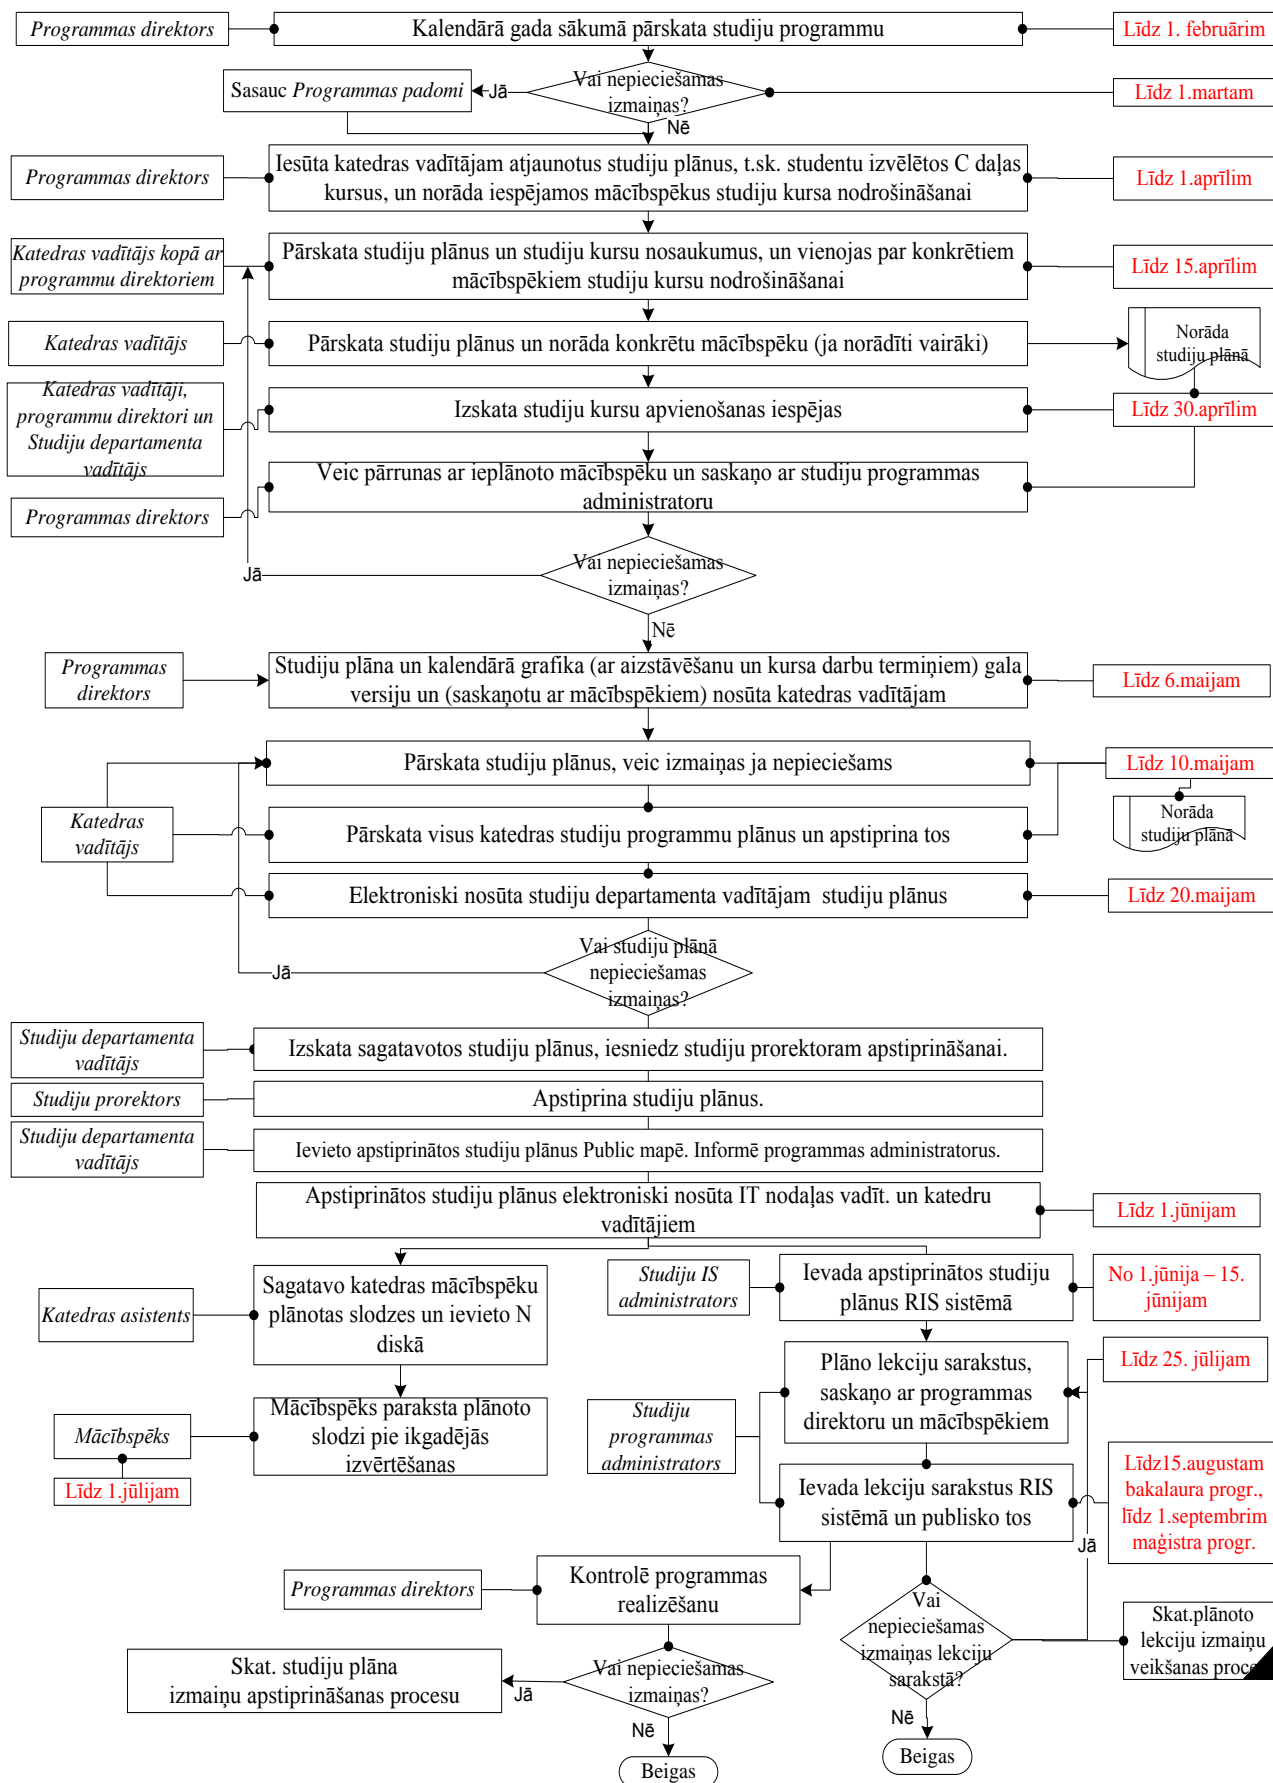 Programmas direktors
Kalendārā gada sākumā pārskata studiju programmu
Līdz 1. februārim
Vai nepieciešamas
izmaiņas?
Jā
Sasauc Programmas padomi
Līdz 1.martam
Nē
Programmas direktors
Iesūta katedras vadītājam atjaunotus studiju plānus, t.sk. studentu izvēlētos C daļas
kursus, un norāda iespējamos mācībspēkus studiju kursa nodrošināšanai
Līdz 1.aprīlim
Katedras vadītājs kopā ar
programmu direktoriem
Pārskata studiju plānus un studiju kursu nosaukumus, un vienojas par konkrētiem
mācībspēkiem studiju kursu nodrošināšanai
Līdz 15.aprīlim
Katedras vadītājs
Pārskata studiju plānus un norāda konkrētu mācībspēku (ja norādīti vairāki)
Norāda
studiju plānā
Katedras vadītāji,
programmu direktori un
Studiju departamenta
vadītājs
Izskata studiju kursu apvienošanas iespējas
Līdz 30.aprīlim
Programmas direktors
Veic pārrunas ar ieplānoto mācībspēku un saskaņo ar studiju programmas
administratoru
Vai nepieciešamas
izmaiņas?
Jā
Nē
Programmas
direktors
Studiju plāna un kalendārā grafika (ar aizstāvēšanu un kursa darbu termiņiem) gala
versiju un (saskaņotu ar mācībspēkiem) nosūta katedras vadītājam
Līdz 6.maijam
Pārskata studiju plānus, veic izmaiņas ja nepieciešams
Līdz 10.maijam
Norāda
studiju plānā
Katedras
vadītājs
Pārskata visus katedras studiju programmu plānus un apstiprina tos
Elektroniski nosūta studiju departamenta vadītājam studiju plānus
Līdz 20.maijam
Vai studiju plānā
nepieciešamas
izmaiņas?
Jā
Studiju departamenta
vadītājs
Izskata sagatavotos studiju plānus, iesniedz studiju prorektoram apstiprināšanai.
Studiju prorektors
Apstiprina studiju plānus.
Studiju departamenta
vadītājs
Ievieto apstiprinātos studiju plānus Public mapē. Informē programmas administratorus.
Apstiprinātos studiju plānus elektroniski nosūta IT nodaļas vadīt. un katedru
vadītājiem
Līdz 1.jūnijam
Katedras asistents
Sagatavo katedras mācībspēku
plānotas slodzes un ievieto N
diskā
Studiju IS
administrators
Ievada apstiprinātos studiju
plānus RIS sistēmā
No 1.jūnija – 15.
jūnijam
Plāno lekciju sarakstus,
saskaņo ar programmas
direktoru un mācībspēkiem
Līdz 25. jūlijam
Mācībspēks
Līdz 1.jūlijam
Mācībspēks paraksta plānoto
slodzi pie ikgadējās
izvērtēšanas
Studiju
programmas
administrators
Ievada lekciju sarakstus RIS
sistēmā un publisko tos
Līdz15.augustam
bakalaura progr.,
līdz 1.septembrim
maģistra progr.
Jā
Programmas direktors
Kontrolē programmas
realizēšanu
Vai
nepieciešamas
izmaiņas lekciju
sarakstā?
Skat.plānoto
lekciju izmaiņu
veikšanas
Skat. studiju plāna
izmaiņu apstiprināšanas procesu
Jā
Vai nepieciešamas
izmaiņas?
Nē
Nē
Beigas
Beigas